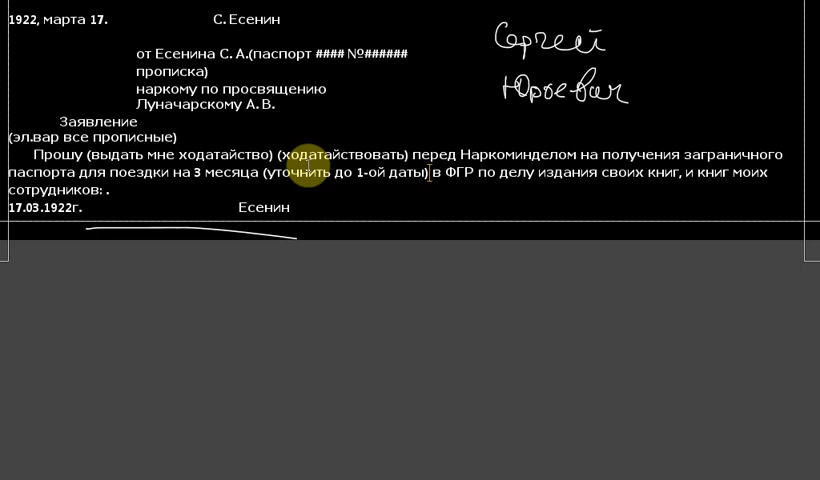 1922, марта 17. С. Есенин
Сергей
от Есенина С. А.(паспорт #### №######
прописка)
Юрьевич
наркому по просвящению
Луначарскому А. В.
Заявление
(эл.вар все прописные)
Прошу (выдать мне ходатайство) (ходатайствовать) перед Наркоминделом на получения заграничного
паспорта для поездки на 3 месяца (уточнить до 1-ой даты) в ФГР по делу издания своих книг, и книг моих
сотрудников: .
17.03.1922г. Есенин